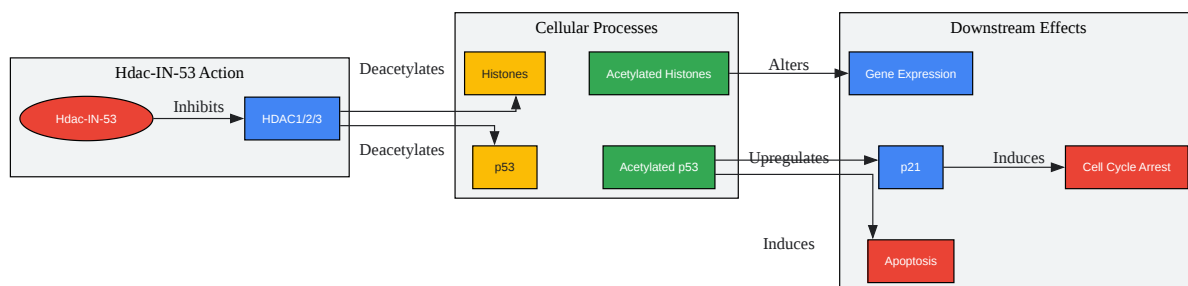 Hdac-IN-53 Action
Hdac-IN-53
Inhibits
HDAC1/2/3
Deacetylates
Deacetylates
Cellular Processes
Histones
Acetylated Histones
p53
Acetylated p53
Alters
Upregulates
Induces
Downstream Effects
Gene Expression
p21
Induces
Cell Cycle Arrest
Apoptosis